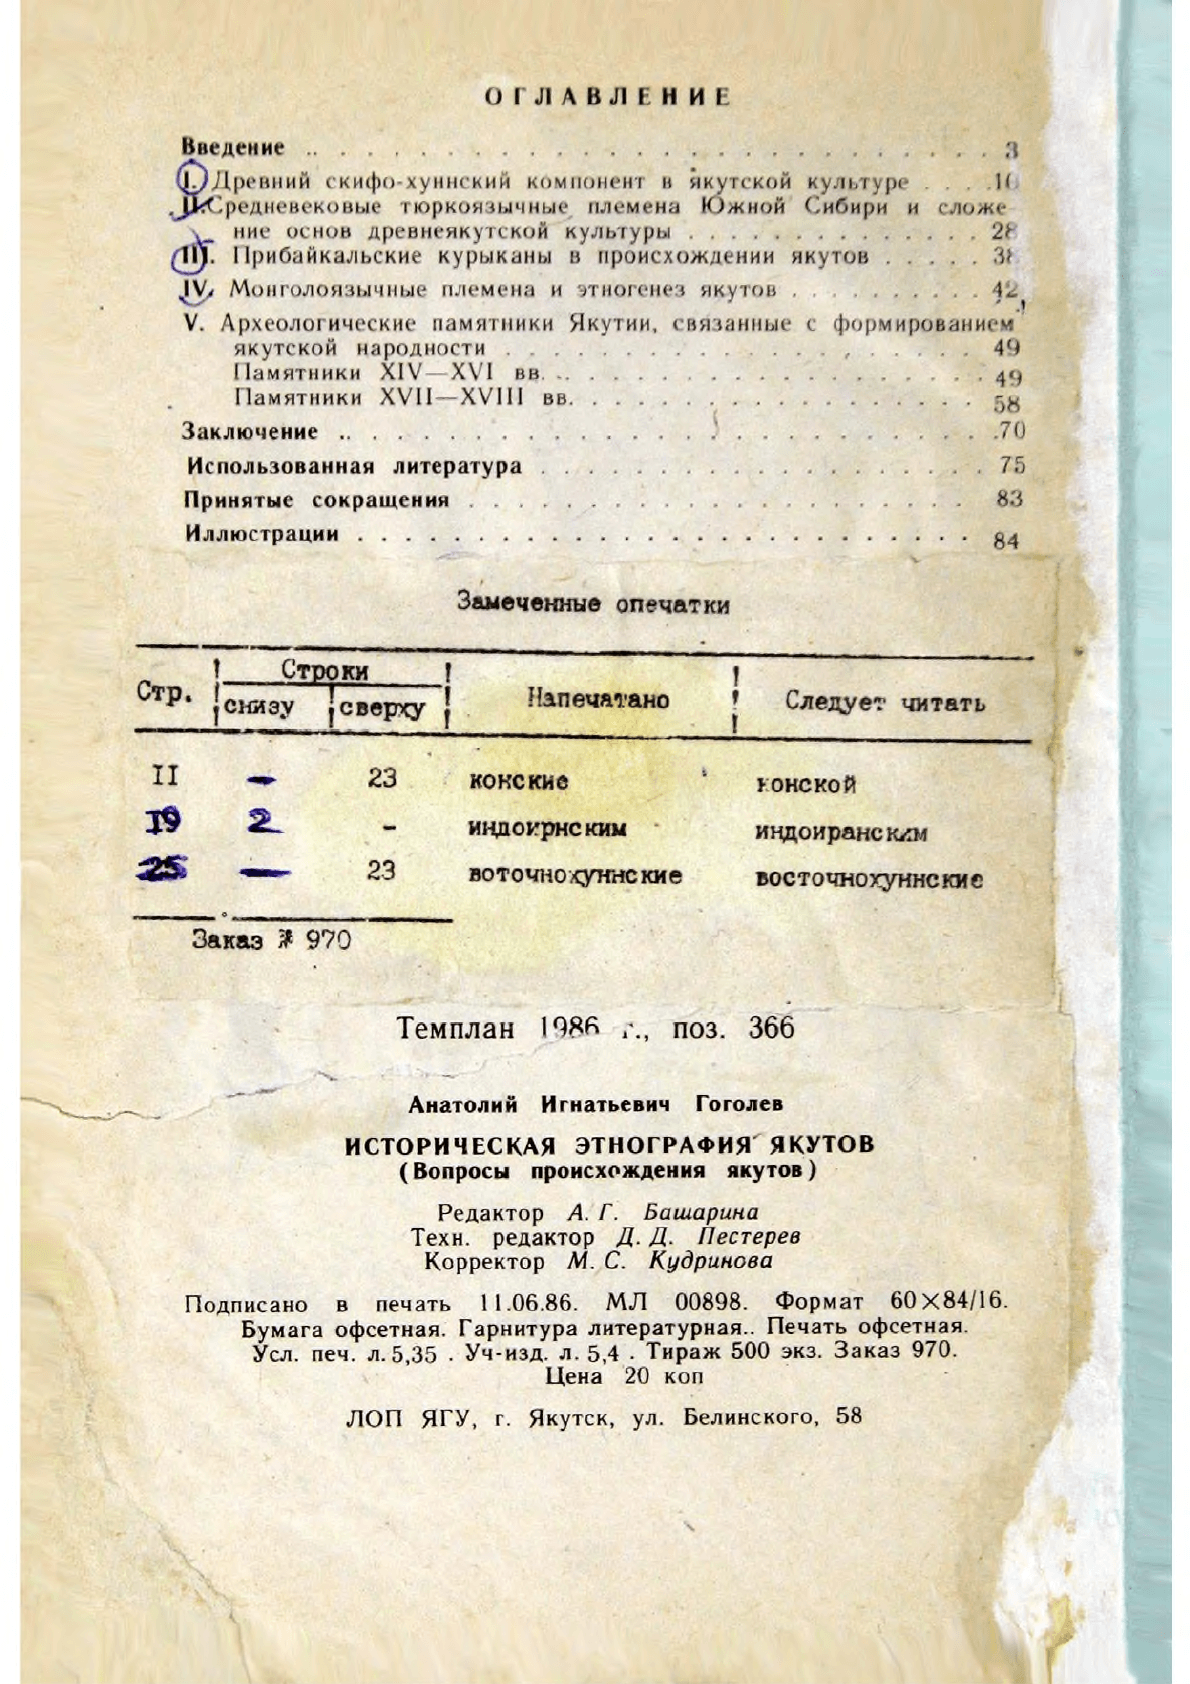 ОГЛАВЛЕНИЕ
Введение . . . . . . . . . . . . . . . . . . . . 3
I. Древний скифо-хуннский компонент в якутской культуре . . . .
II. Средневековые тюркоязычные племена Южной Сибири и сложе
ние основ древнеякутской культуры . . . . . . . . . . . . 28
III. Прибайкальские курыканы в происхождении якутов . . . . .
IV. Монголоязычные племена и этногенез якутов . . . . . . . . . 42
V. Археологические памятники Якутии, связанные с формированием
якутской народности . . . . . . . . . . . . . . . . 49
Памятники XIV—XVI вв. . . . . . . . . . . . . . . . 49
Памятники XVII—XVIII вв. . . . . . . . . . . . . . . . 58
Заключение . . . . . . . . . . . . . . . . . . . . 70
Использованная литература . . . . . . . . . . . . . . . 75
Принятые сокращения . . . . . . . . . . . . . . . . . 83
Иллюстрации . . . . . . . . . . . . . . . . . . . . 84
Замеченные опечатки
Стр. ! Строки ! Напечатано ! Следует читать
снизу сверху
II — 23 конские конской
19 2 - индоирнским индоиранским
25 — 23 воточнохуннские восточнохуннские
Заказ № 970
Темплан 1986 г., поз. 366
Анатолий Игнатьевич Гоголев
ИСТОРИЧЕСКАЯ ЭТНОГРАФИЯ ЯКУТОВ
(Вопросы происхождения якутов)
Редактор А. Г. Башарина
Техн. редактор Д. Д. Пестерев
Корректор М. С. Кудринова
Подписано в печать 11.06.86. МЛ 00898. Формат 60×84/16.
Бумага офсетная. Гарнитура литературная.. Печать офсетная.
Усл. печ. л. 5,35 . Уч-изд. л. 5,4 . Тираж 500 экз. Заказ 970.
Цена 20 коп
ЛОП ЯГУ, г. Якутск, ул. Белинского, 58